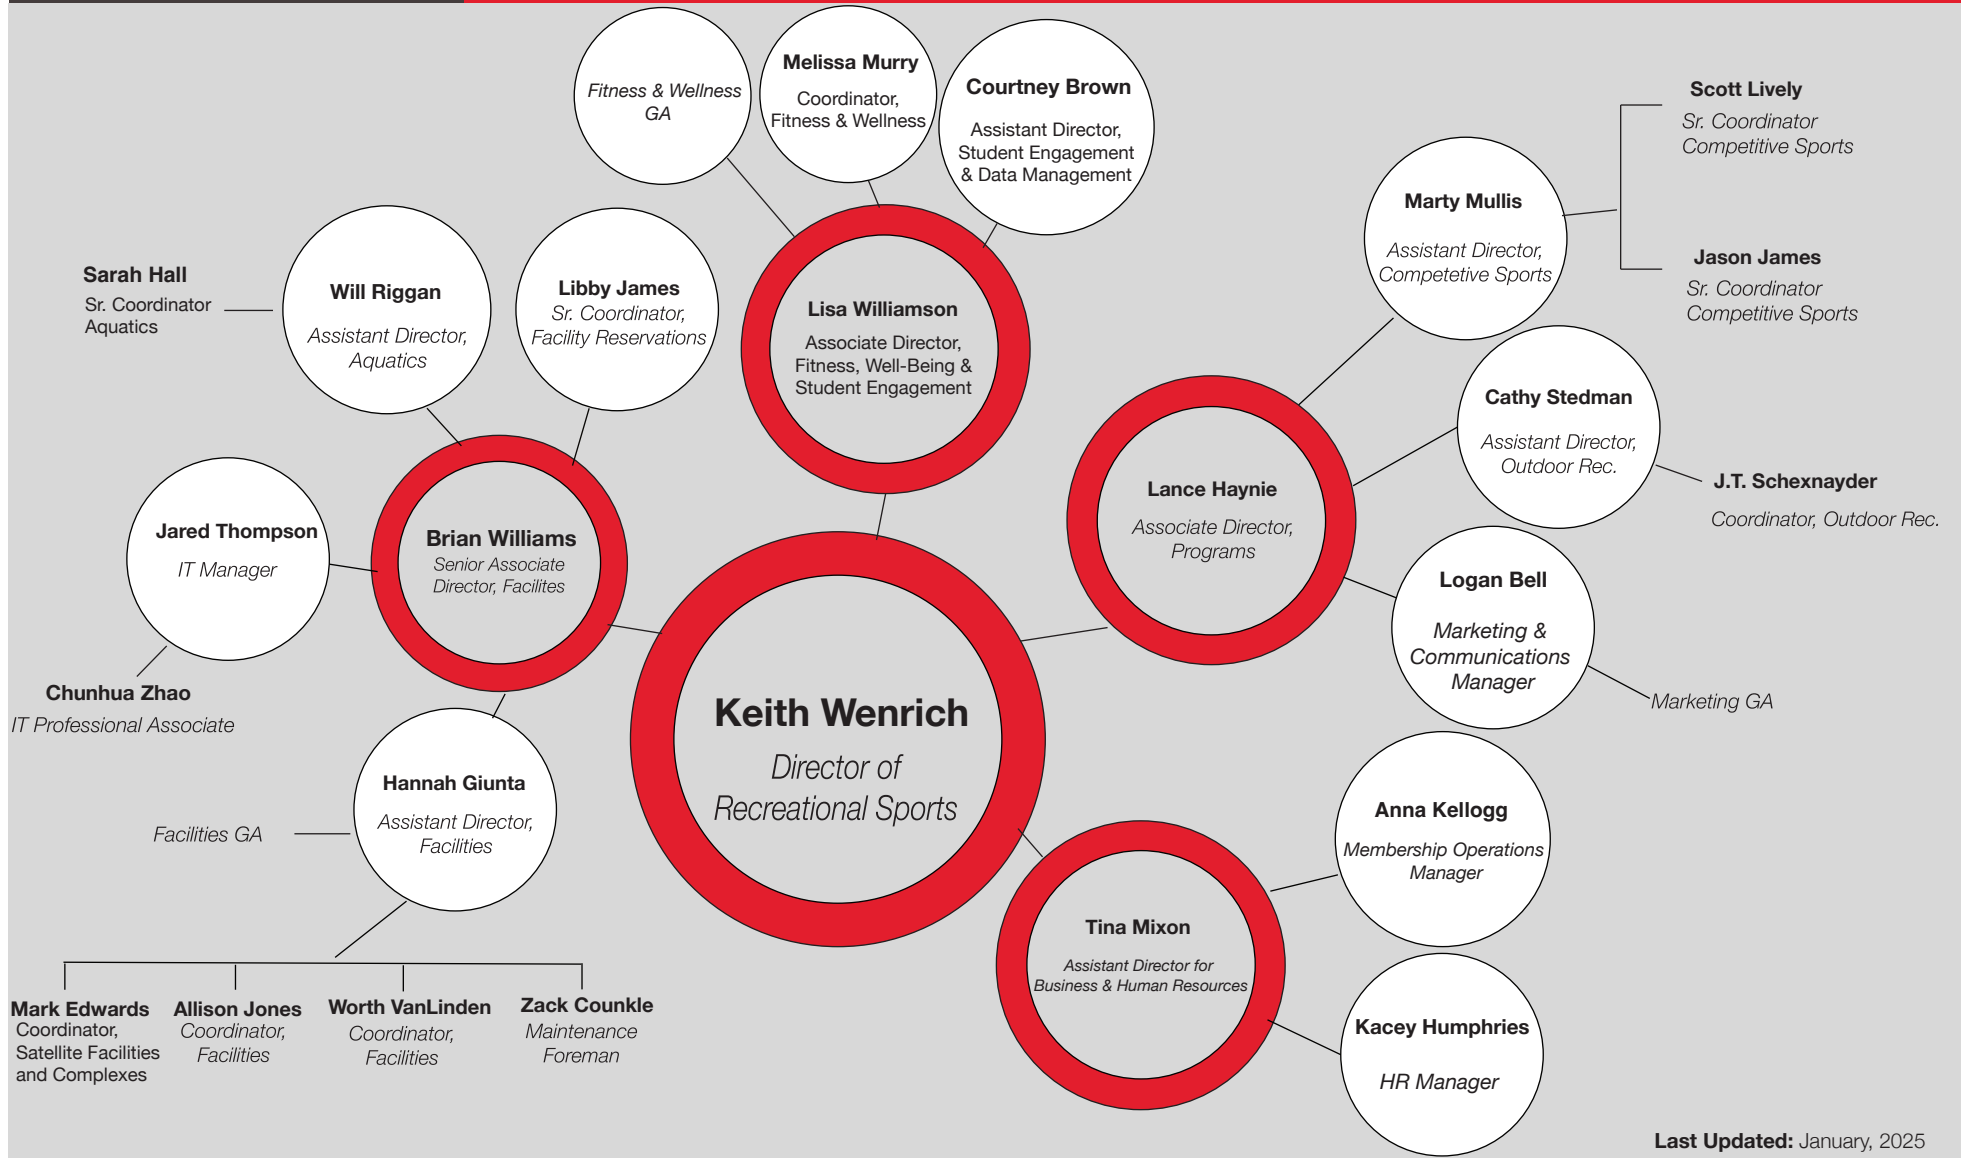 Fitness & Wellness
GA
Melissa Murry
Coordinator,
Fitness & Wellness
Courtney Brown
Assistant Director,
Student Engagement
& Data Management
Scott Lively
Sr. Coordinator
Competitive Sports
Marty Mullis
Assistant Director,
Competetive Sports
Jason James
Sr. Coordinator
Competitive Sports
Sarah Hall
Sr. Coordinator
Aquatics
Will Riggan
Assistant Director,
Aquatics
Libby James
Sr. Coordinator,
Facility Reservations
Lisa Williamson
Associate Director,
Fitness, Well-Being &
Student Engagement
Cathy Stedman
Assistant Director,
Outdoor Rec.
J.T. Schexnayder
Coordinator, Outdoor Rec.
Lance Haynie
Associate Director,
Programs
Jared Thompson
IT Manager
Brian Williams
Senior Associate
Director, Facilites
Logan Bell
Marketing &
Communications
Manager
Marketing GA
Chunhua Zhao
IT Professional Associate
Keith Wenrich
Director of
Recreational Sports
Hannah Giunta
Assistant Director,
Facilities
Facilities GA
Anna Kellogg
Membership Operations
Manager
Tina Mixon
Assistant Director for
Business & Human Resources
Kacey Humphries
HR Manager
Mark Edwards
Coordinator,
Satellite Facilities
and Complexes
Allison Jones
Coordinator,
Facilities
Worth VanLinden
Coordinator,
Facilities
Zack Counkle
Maintenance
Foreman
Last Updated: January, 2025